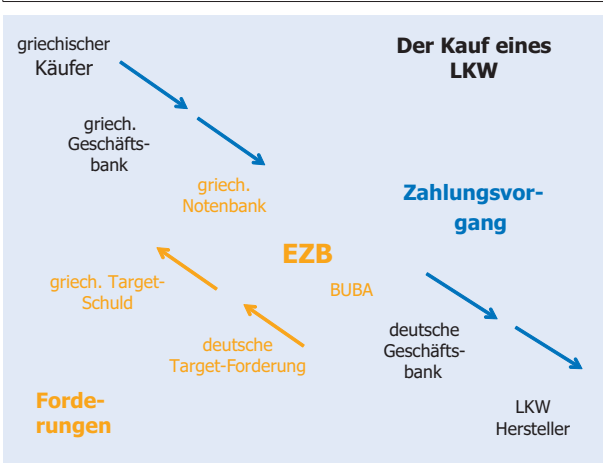 griechischer
Käufer
Der Kauf eines
LKW
griech.
Geschäfts-
bank
griech.
Notenbank
Zahlungsvor-
gang
EZB
BUBA
griech. Target-
Schuld
deutsche
Target-Forderung
deutsche
Geschäfts-
bank
Forde-
rungen
LKW
Hersteller